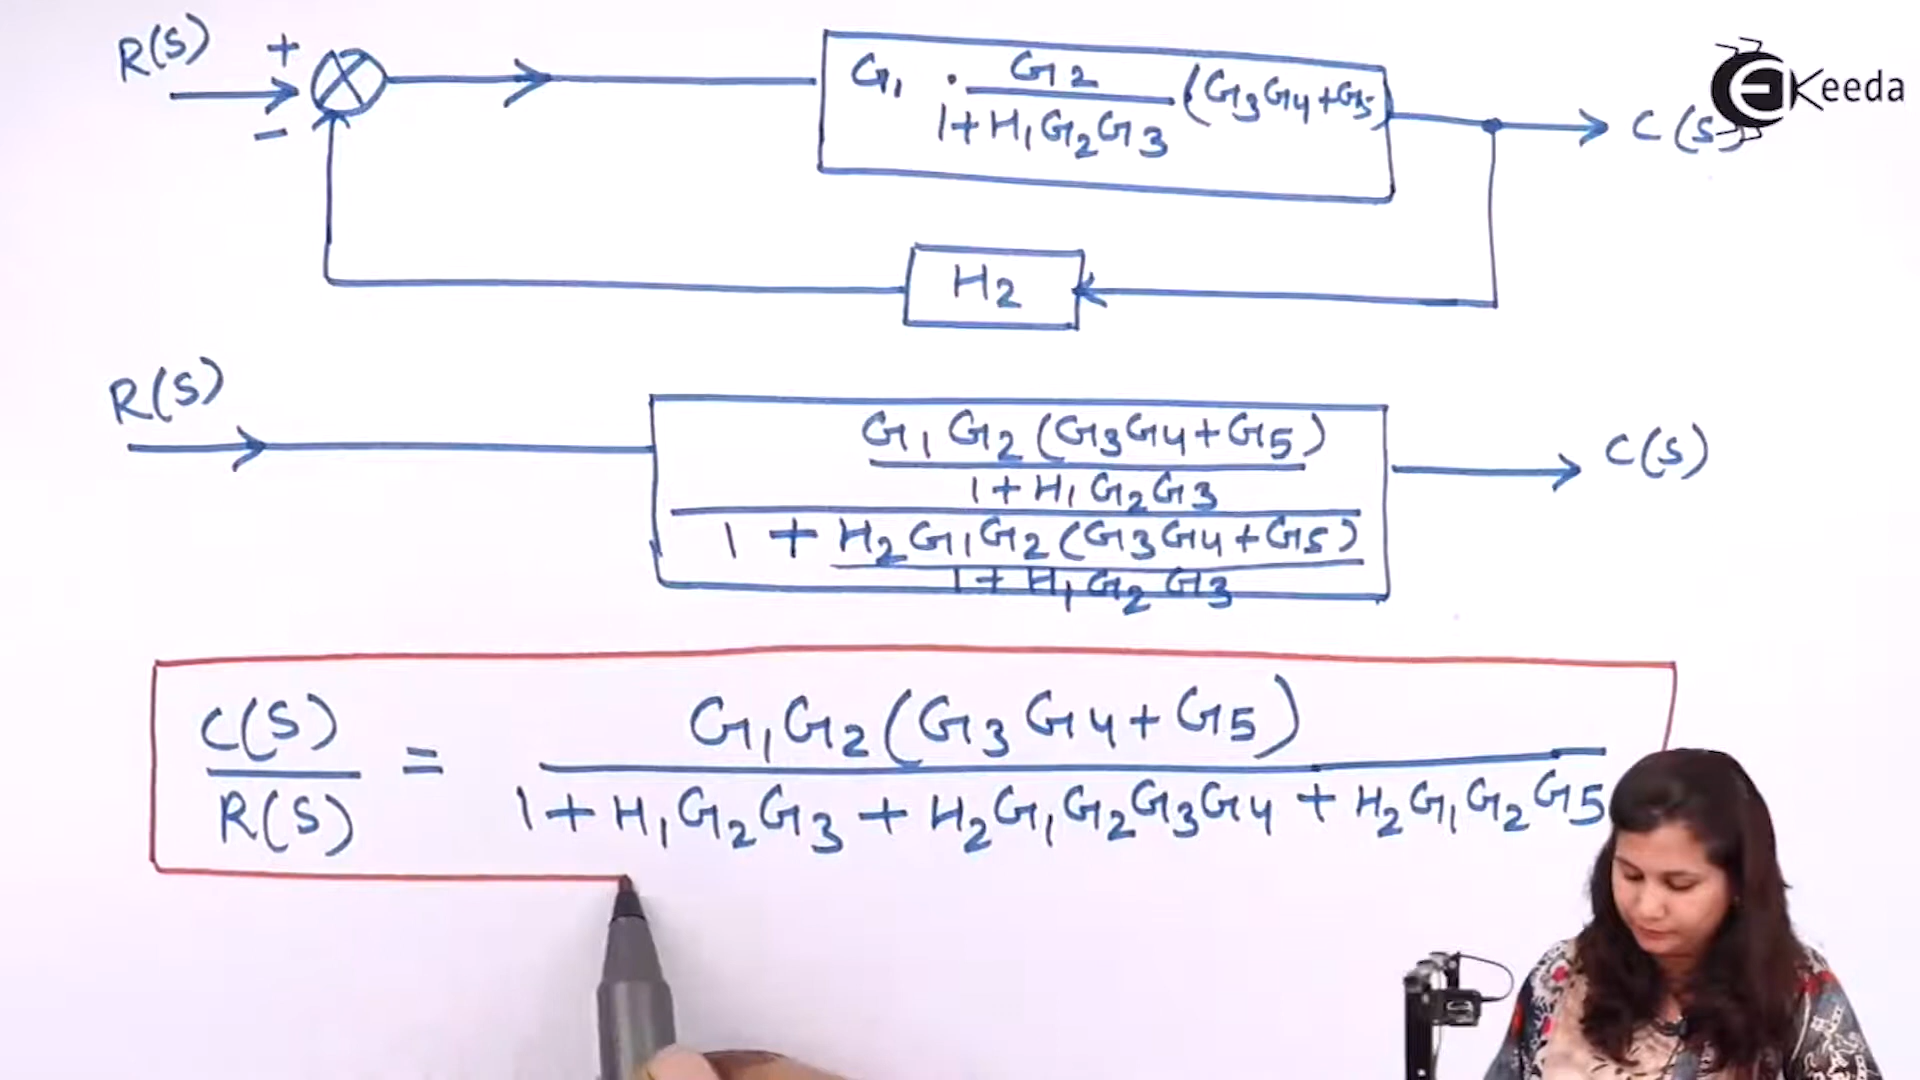 R(S) + −
G₁ · G₂ / 1+H₁G₂G₃ (G₃G₄+G₅)
C(S)
EKeeda
H₂
R(S)
G₁G₂(G₃G₄+G₅)
1+H₁G₂G₃
1 + H₂G₁G₂(G₃G₄+G₅)
1+H₁G₂G₃
C(S)
C(S) / R(S) = G₁G₂(G₃G₄+G₅) / 1+H₁G₂G₃+H₂G₁G₂G₃G₄+H₂G₁G₂G₅